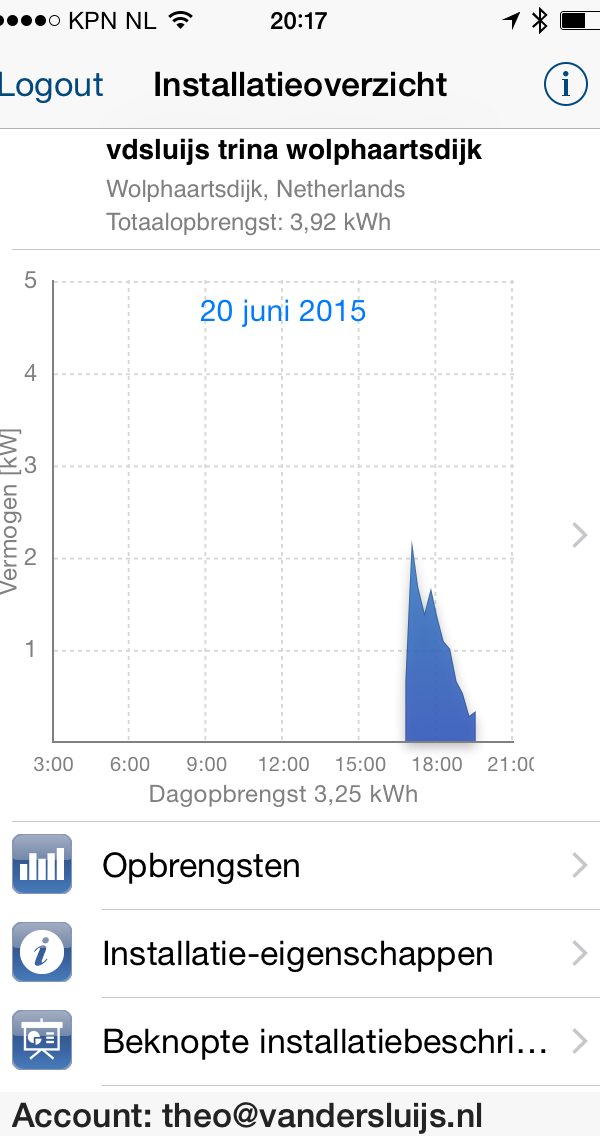 KPN NL 20:17
Logout Installatieoverzicht i
vdsluijs trina wolphaartsdijk
Wolphaartsdijk, Netherlands
Totaalopbrengst: 3,92 kWh
20 juni 2015
Vermogen [kW]
5
4
3
2
1
3:00 6:00 9:00 12:00 15:00 18:00 21:00
Dagopbrengst 3,25 kWh
Opbrengsten
i Installatie-eigenschappen
Beknopte installatiebeschri...
Account: theo@vandersluijs.nl